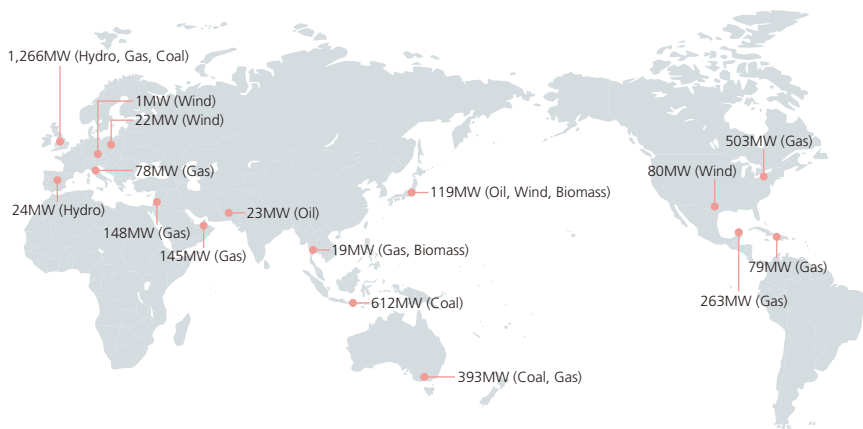 1,266MW (Hydro, Gas, Coal)
1MW (Wind)
22MW (Wind)
503MW (Gas)
78MW (Gas)
80MW (Wind)
119MW (Oil, Wind, Biomass)
24MW (Hydro)
23MW (Oil)
148MW (Gas)
145MW (Gas)
19MW (Gas, Biomass)
79MW (Gas)
612MW (Coal)
263MW (Gas)
393MW (Coal, Gas)